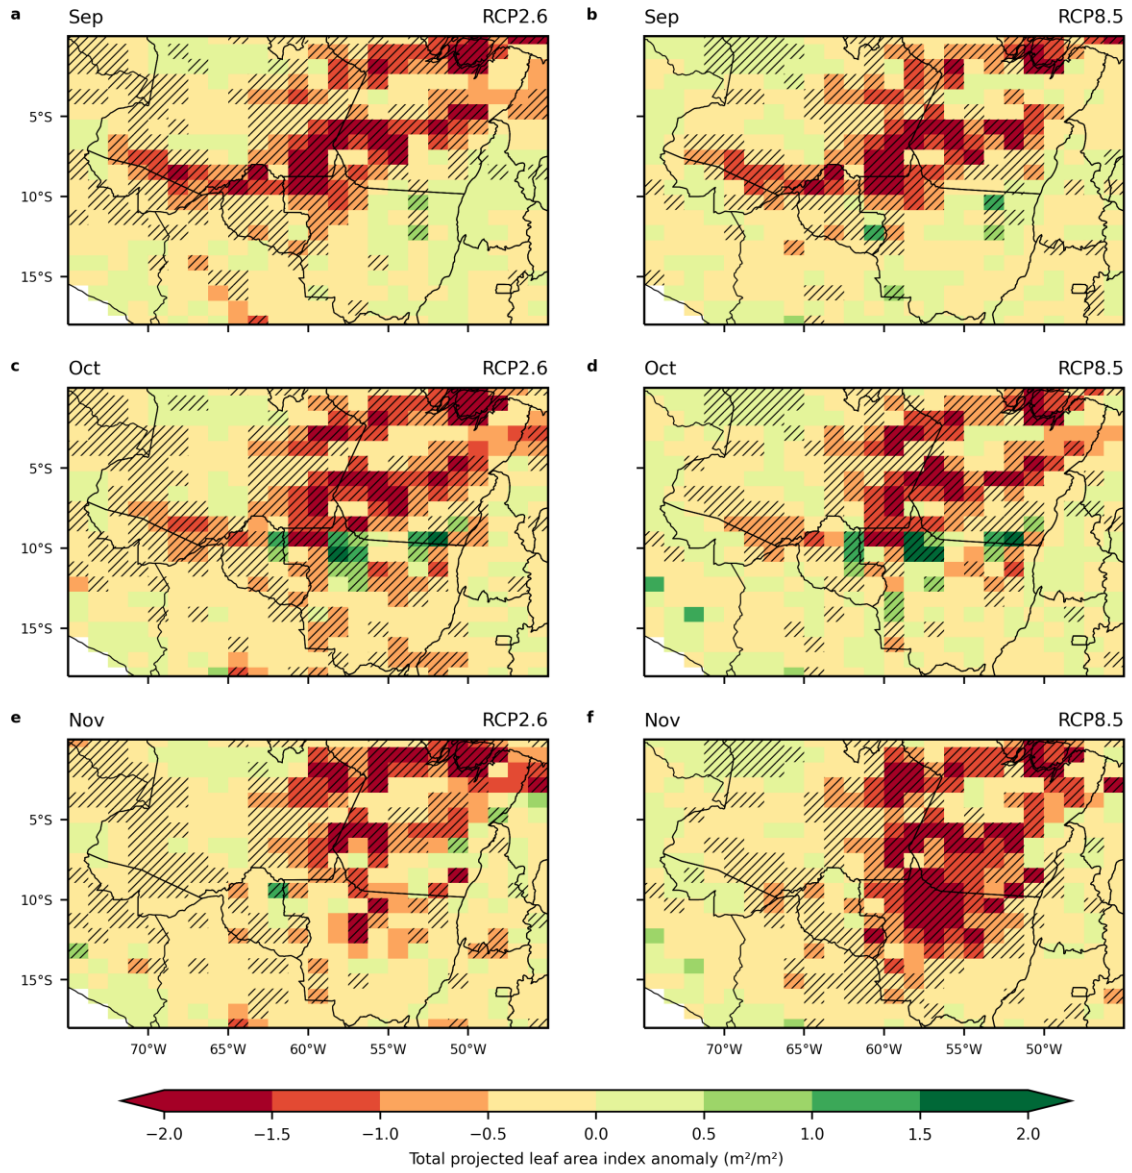 a Sep RCP2.6 b Sep RCP8.5
5°S
10°S
15°S
c Oct RCP2.6 d Oct RCP8.5
5°S
10°S
15°S
e Nov RCP2.6 f Nov RCP8.5
5°S
10°S
15°S
70°W 65°W 60°W 55°W 50°W 70°W 65°W 60°W 55°W 50°W
−2.0 −1.5 −1.0 −0.5 0.0 0.5 1.0 1.5 2.0
Total projected leaf area index anomaly (m²/m²)